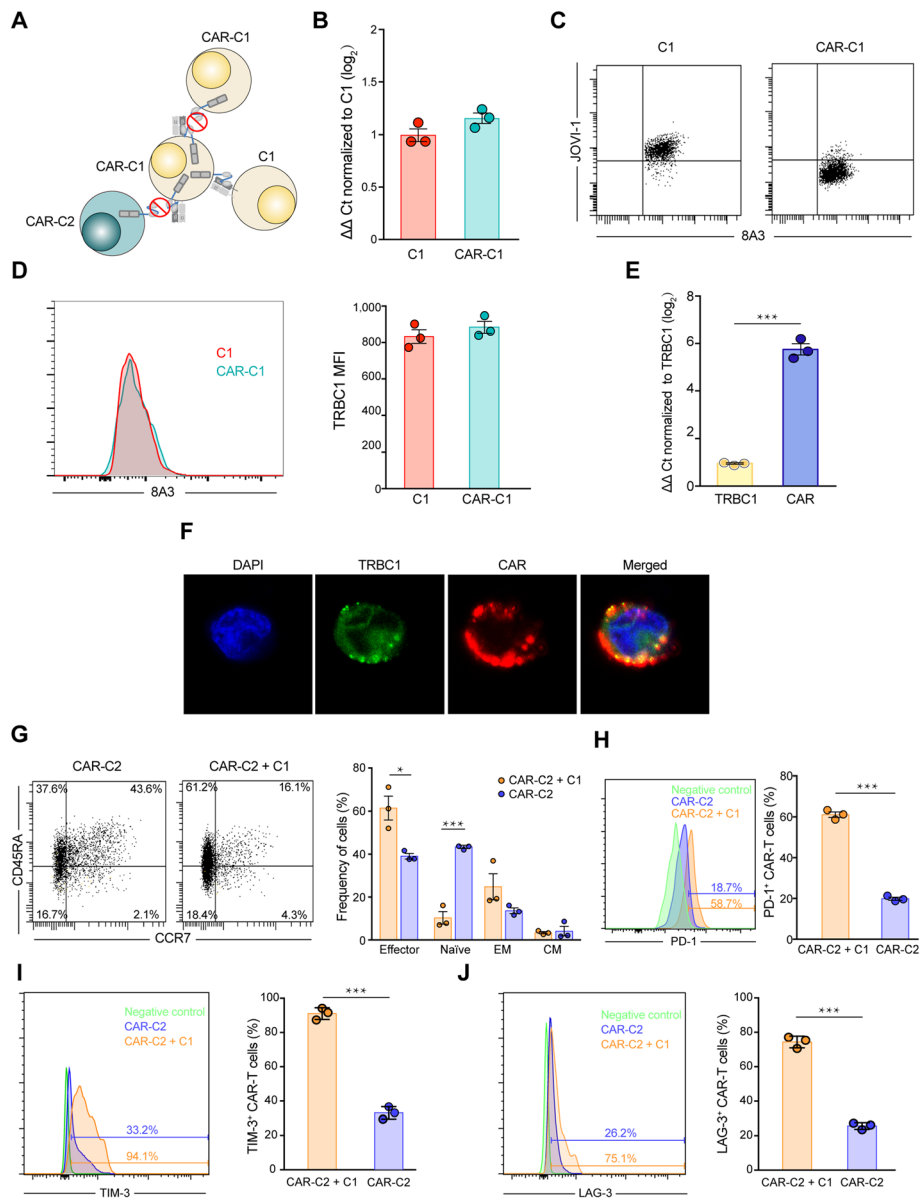 A
CAR-C1
CAR-C1
C1
CAR-C2
B
ΔΔ Ct normalized to C1 (log2)
2
1.5
1
0.5
0
C1 CAR-C1
C
C1 CAR-C1
JOVI-1
8A3
D
C1
CAR-C1
8A3
TRBC1 MFI
1,000
800
600
400
200
0
C1 CAR-C1
E
ΔΔ Ct normalized to TRBC1 (log2)
8
6
4
2
0
***
TRBC1 CAR
F
DAPI TRBC1 CAR Merged
G
CAR-C2 CAR-C2 + C1
37.6% 43.6% 61.2% 16.1%
16.7% 2.1% 18.4% 4.3%
CD45RA
CCR7
Frequency of cells (%)
80
60
40
20
0
* ***
CAR-C2 + C1
CAR-C2
Effector Naïve EM CM
H
Negative control
CAR-C2
CAR-C2 + C1
18.7%
58.7%
PD-1
PD-1+ CAR-T cells (%)
80
60
40
20
0
***
CAR-C2 + C1 CAR-C2
I
Negative control
CAR-C2
CAR-C2 + C1
33.2%
94.1%
TIM-3
TIM-3+ CAR-T cells (%)
100
80
60
40
20
0
***
CAR-C2 + C1 CAR-C2
J
Negative control
CAR-C2
CAR-C2 + C1
26.2%
75.1%
LAG-3
LAG-3+ CAR-T cells (%)
100
80
60
40
20
0
***
CAR-C2 + C1 CAR-C2